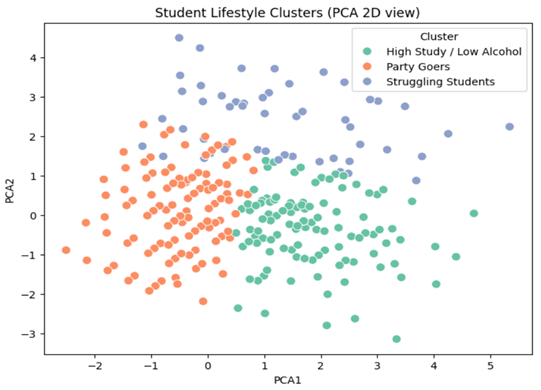 Student Lifestyle Clusters (PCA 2D view)
Cluster
High Study / Low Alcohol
Party Goers
Struggling Students
PCA2
4
3
2
1
0
−1
−2
−3
−2 −1 0 1 2 3 4 5
PCA1